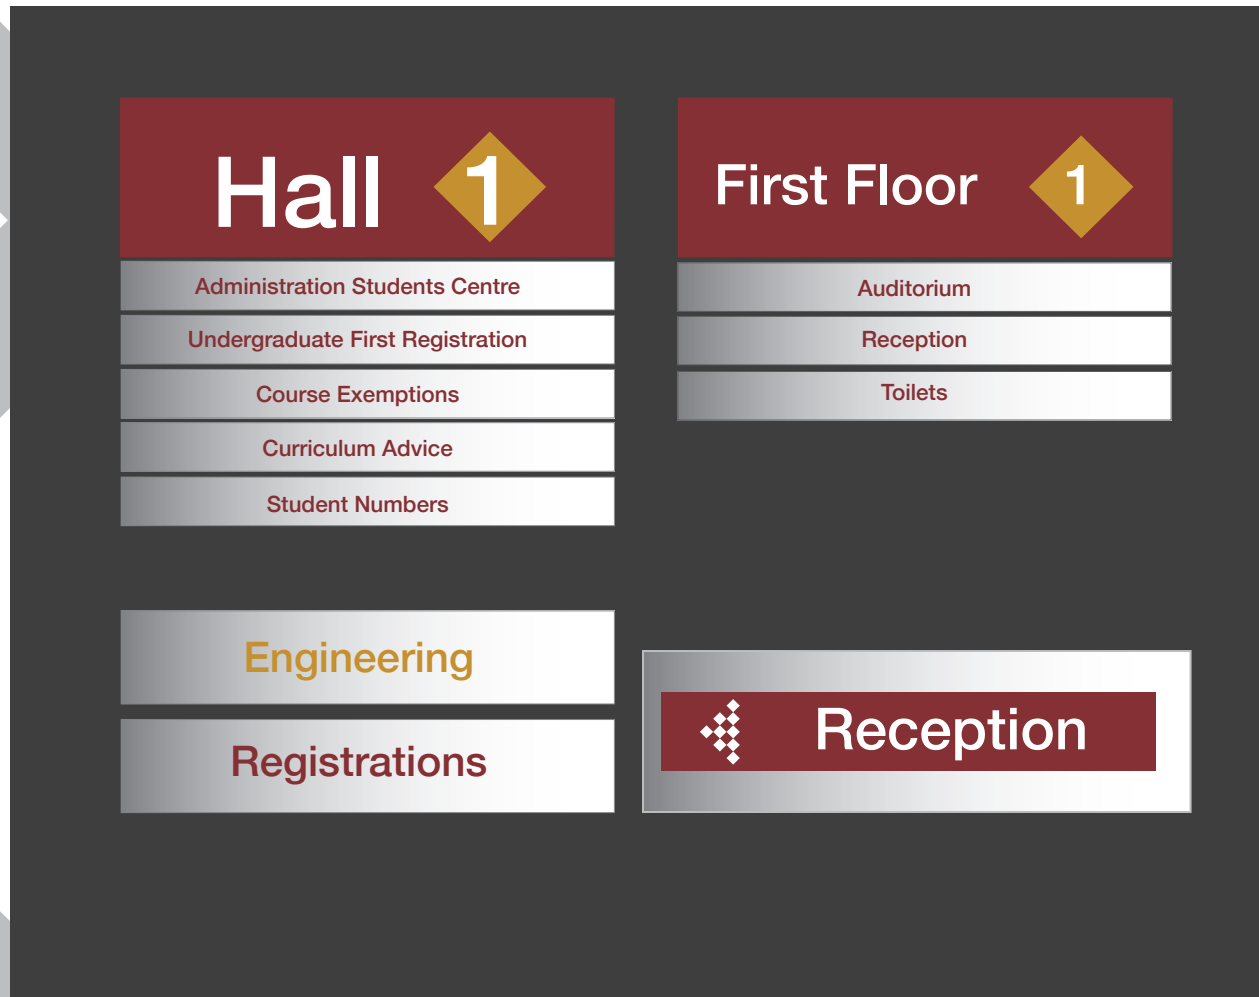 Hall 1
Administration Students Centre
Undergraduate First Registration
Course Exemptions
Curriculum Advice
Student Numbers
First Floor 1
Auditorium
Reception
Toilets
Engineering
Registrations
Reception